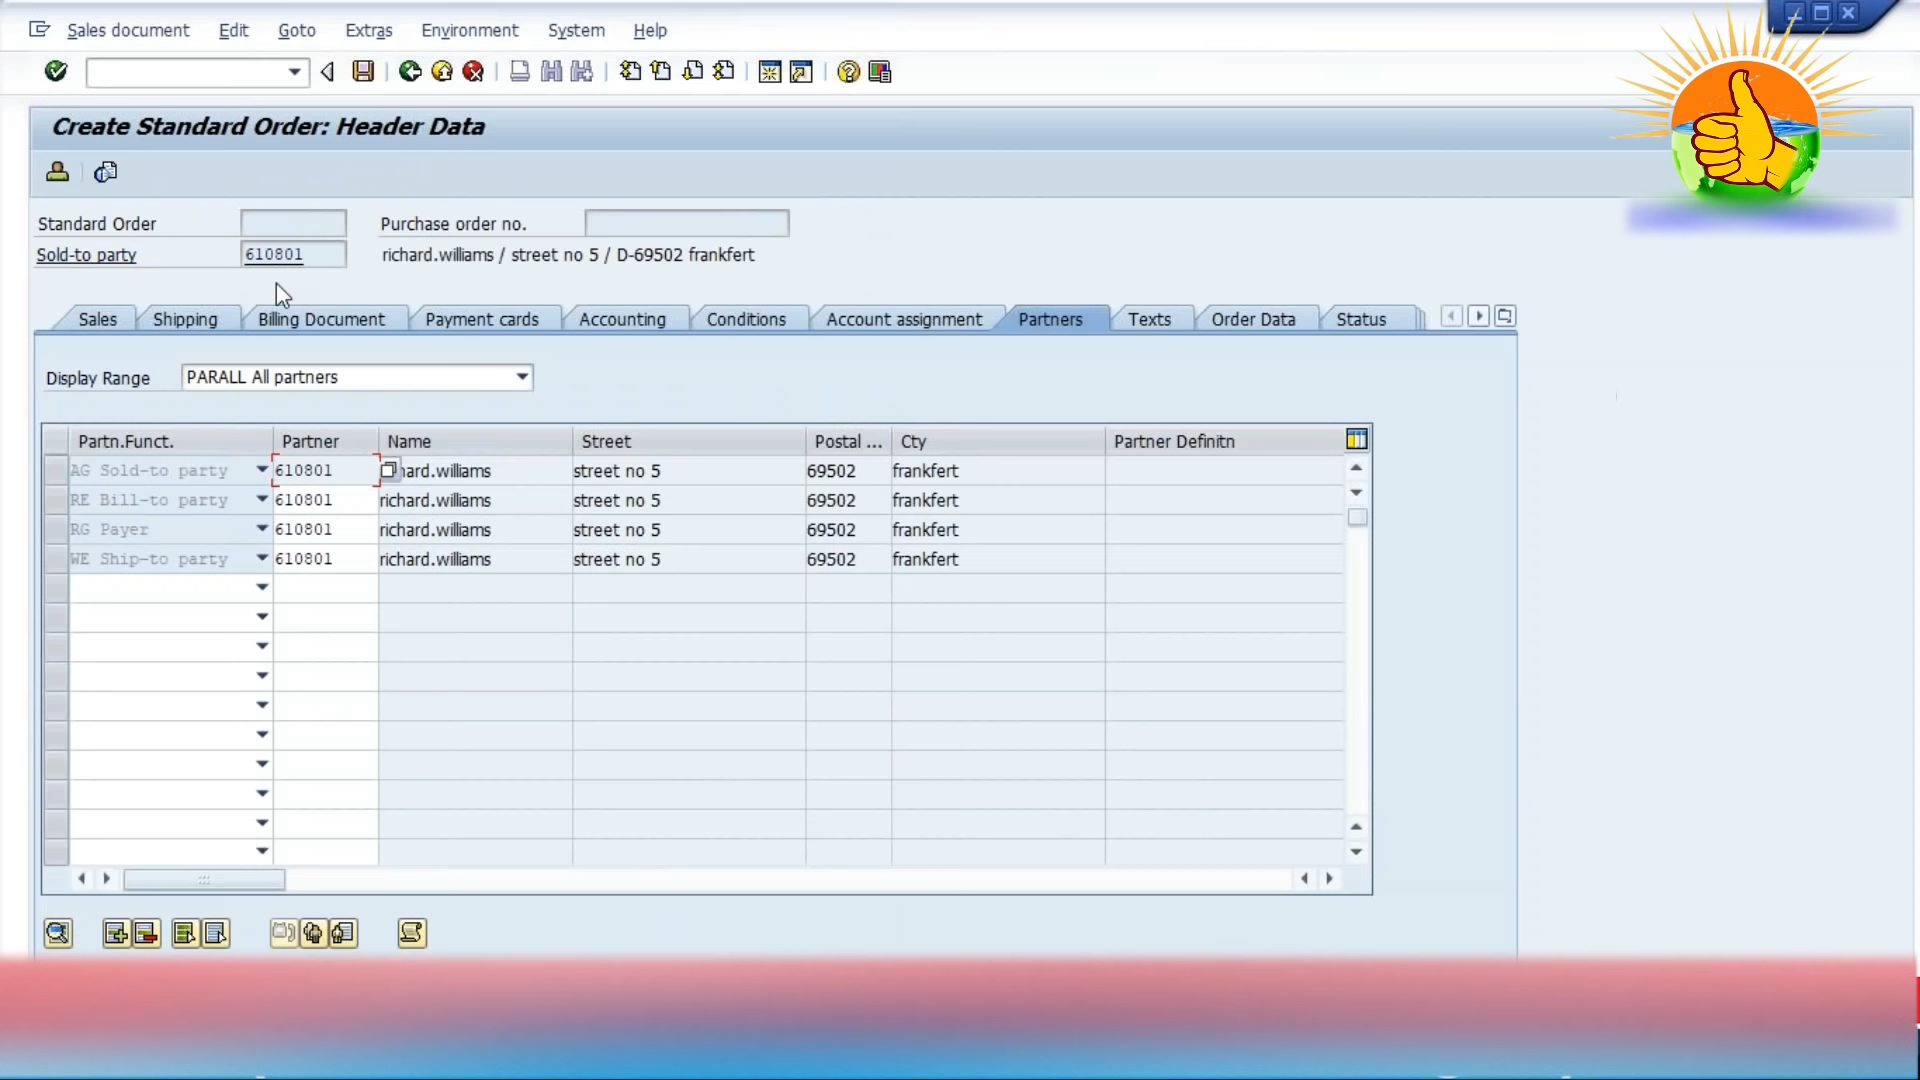 Sales document Edit Goto Extras Environment System Help
Create Standard Order: Header Data
Standard Order Purchase order no.
Sold-to party 610801 richard.williams / street no 5 / D-69502 frankfert
Sales Shipping Billing Document Payment cards Accounting Conditions Account assignment Partners Texts Order Data Status
Display Range PARALL All partners
Partn.Funct. Partner Name Street Postal ... Cty Partner Definitn
AG Sold-to party 610801 hard.williams street no 5 69502 frankfert
RE Bill-to party 610801 richard.williams street no 5 69502 frankfert
RG Payer 610801 richard.williams street no 5 69502 frankfert
WE Ship-to party 610801 richard.williams street no 5 69502 frankfert